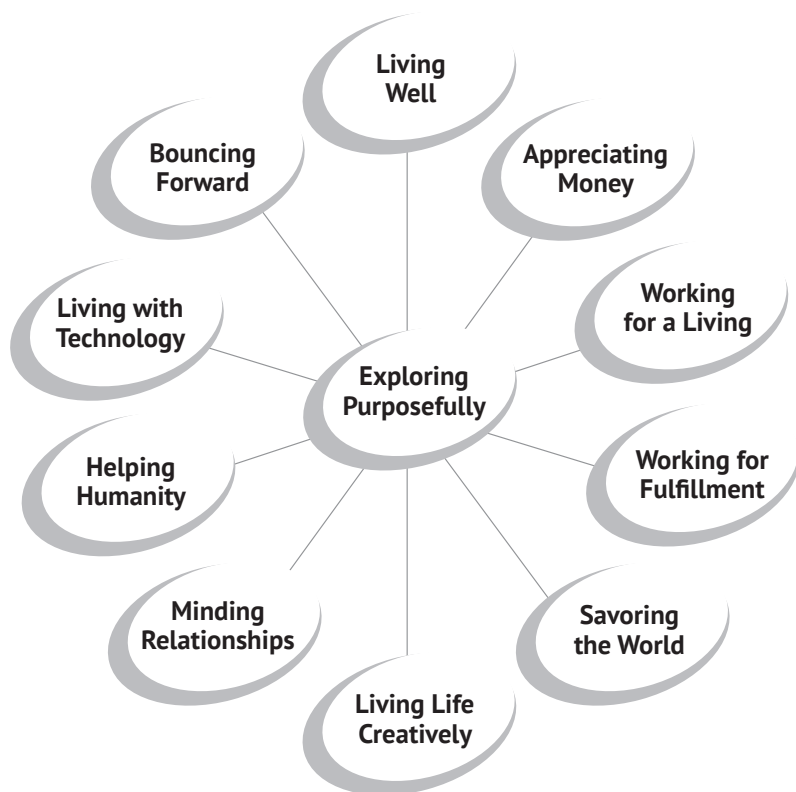 Living
Well
Appreciating
Money
Working
for a Living
Working for
Fulfillment
Savoring
the World
Living Life
Creatively
Minding
Relationships
Helping
Humanity
Living with
Technology
Bouncing
Forward
Exploring
Purposefully